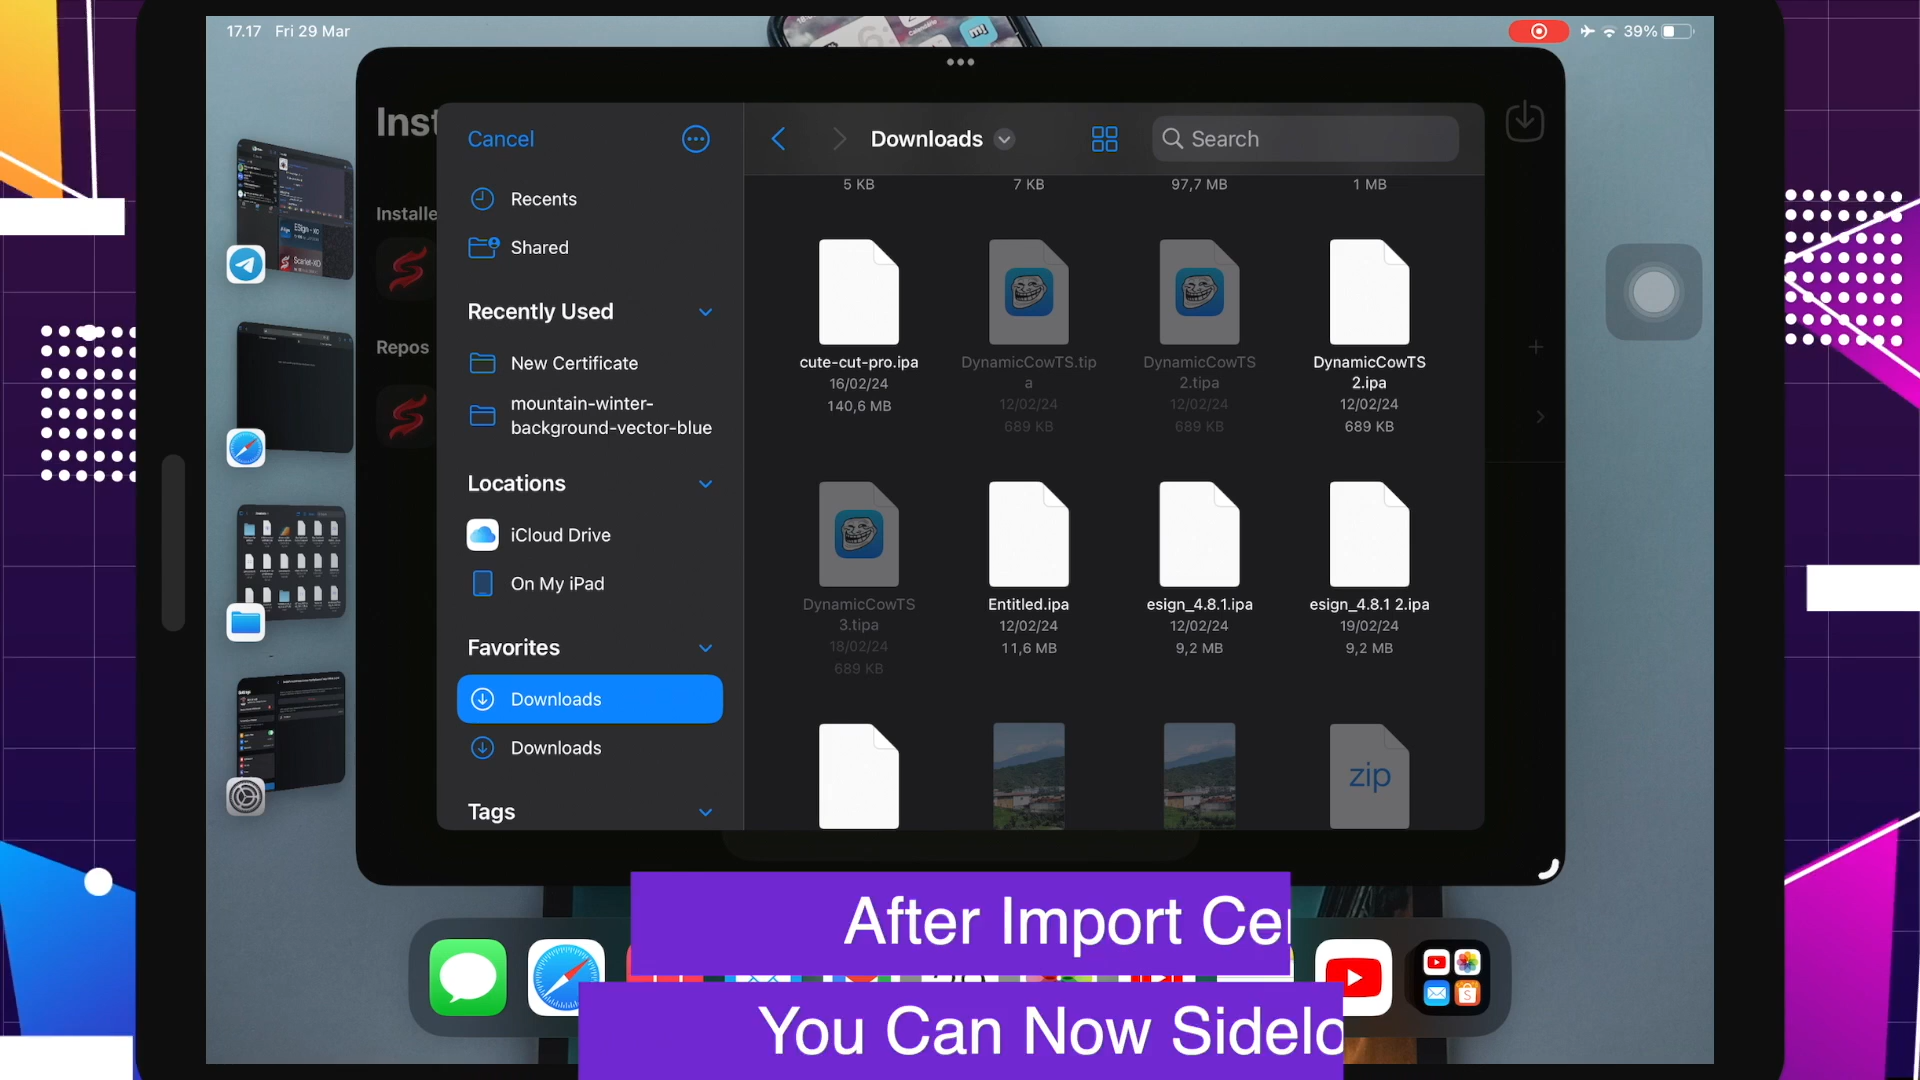 17.17 Fri 29 Mar
39%
Inst
Cancel
Downloads
Search
Recents
Shared
Installe
Recently Used
New Certificate
Repos
mountain-winter-
background-vector-blue
Locations
iCloud Drive
On My iPad
Favorites
Downloads
Downloads
Tags
5 KB
7 KB
97,7 MB
1 MB
cute-cut-pro.ipa
16/02/24
140,6 MB
DynamicCowTS.tip
a
12/02/24
689 KB
DynamicCowTS
2.tipa
12/02/24
689 KB
DynamicCowTS
2.ipa
12/02/24
689 KB
DynamicCowTS
3.tipa
18/02/24
689 KB
Entitled.ipa
12/02/24
11,6 MB
esign_4.8.1.ipa
12/02/24
9,2 MB
esign_4.8.1 2.ipa
19/02/24
9,2 MB
zip
After Import Cer
You Can Now Sidelo